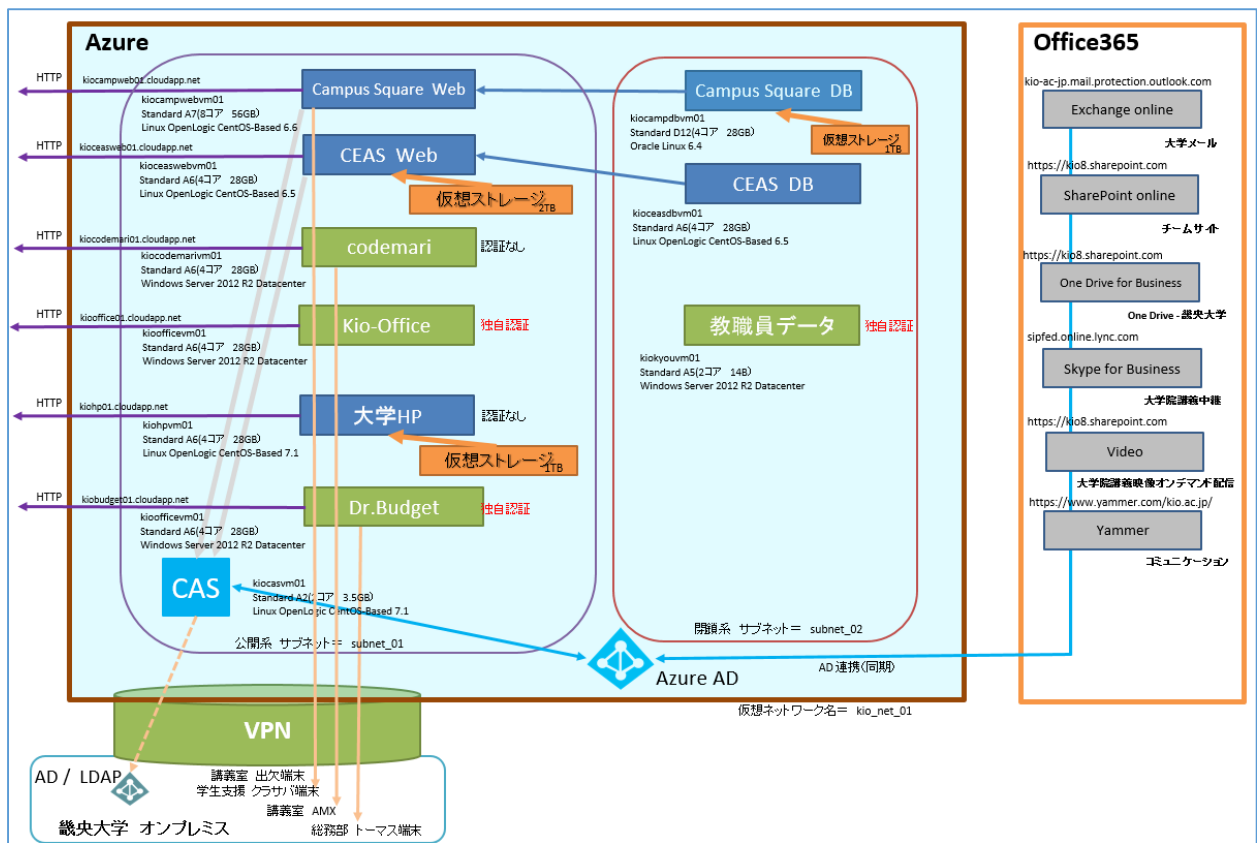 Azure
HTTP
kiocampweb01.cloudapp.net
Campus Square Web
kiocampwebvm01
Standard A7(8コア 56GB)
Linux OpenLogic CentOS-Based 6.6
HTTP
kioceasweb01.cloudapp.net
CEAS Web
kioceaswebvm01
Standard A6(4コア 28GB)
Linux OpenLogic CentOS-Based 6.5
仮想ストレージ
2TB
HTTP
kiocodemari01.cloudapp.net
codemari
認証なし
kiocodemarivm01
Standard A6(4コア 28GB)
Windows Server 2012 R2 Datacenter
HTTP
kiooffice01.cloudapp.net
Kio-Office
独自認証
kioofficevm01
Standard A6(4コア 28GB)
Windows Server 2012 R2 Datacenter
HTTP
kiohp01.cloudapp.net
大学HP
認証なし
kiohpvm01
Standard A6(4コア 28GB)
Linux OpenLogic CentOS-Based 7.1
仮想ストレージ
1TB
HTTP
kiobudget01.cloudapp.net
Dr.Budget
独自認証
kioofficevm01
Standard A6(4コア 28GB)
Windows Server 2012 R2 Datacenter
CAS
kiocasvm01
Standard A2(2コア 3.5GB)
Linux OpenLogic CentOS-Based 7.1
公開系 サブネット= subnet_01
Campus Square DB
kiocampdbvm01
Standard D12(4コア 28GB)
Oracle Linux 6.4
仮想ストレージ
1TB
CEAS DB
kioceasdbvm01
Standard A6(4コア 28GB)
Linux OpenLogic CentOS-Based 6.5
教職員データ
独自認証
kiokyouvm01
Standard A5(2コア 14B)
Windows Server 2012 R2 Datacenter
閉鎖系 サブネット= subnet_02
Azure AD
AD連携(同期)
仮想ネットワーク名= kio_net_01
Office365
kio-ac-jp.mail.protection.outlook.com
Exchange online
大学メール
https://kio8.sharepoint.com
SharePoint online
チームサイト
https://kio8.sharepoint.com
One Drive for Business
One Drive - 畿央大学
sipfed.online.lync.com
Skype for Business
大学院講義中継
https://kio8.sharepoint.com
Video
大学院講義映像オンデマンド配信
https://www.yammer.com/kio.ac.jp/
Yammer
コミュニケーション
VPN
AD / LDAP
畿央大学 オンプレミス
講義室 出欠端末
学生支援 クラサバ端末
講義室 AMX
総務部 トーマス端末